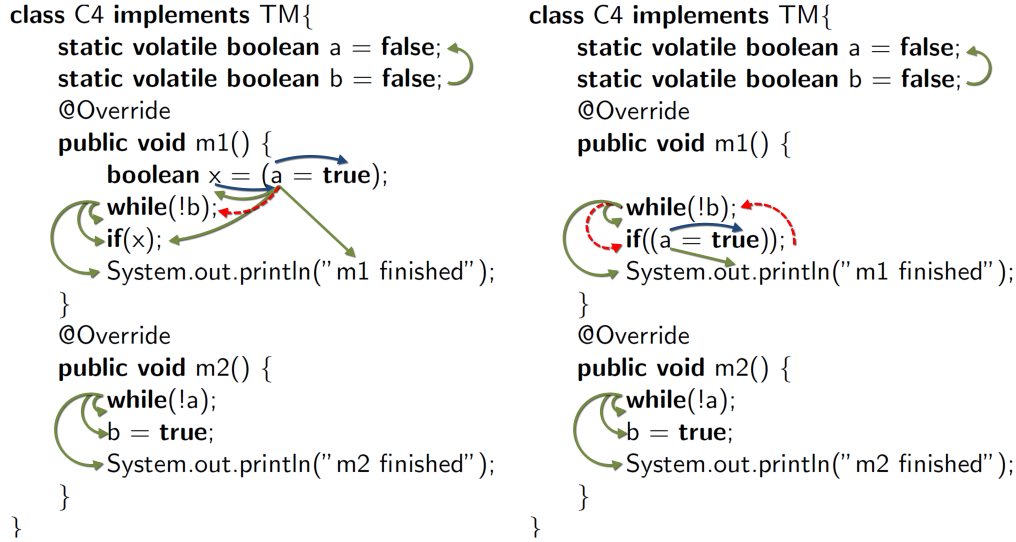 class C4 implements TM{
static volatile boolean a = false;
static volatile boolean b = false;
@Override
public void m1() {
boolean x = (a = true);
while(!b);
if(x);
System.out.println("m1 finished");
}
@Override
public void m2() {
while(!a);
b = true;
System.out.println("m2 finished");
}
}
class C4 implements TM{
static volatile boolean a = false;
static volatile boolean b = false;
@Override
public void m1() {
while(!b);
if((a = true));
System.out.println("m1 finished");
}
@Override
public void m2() {
while(!a);
b = true;
System.out.println("m2 finished");
}
}